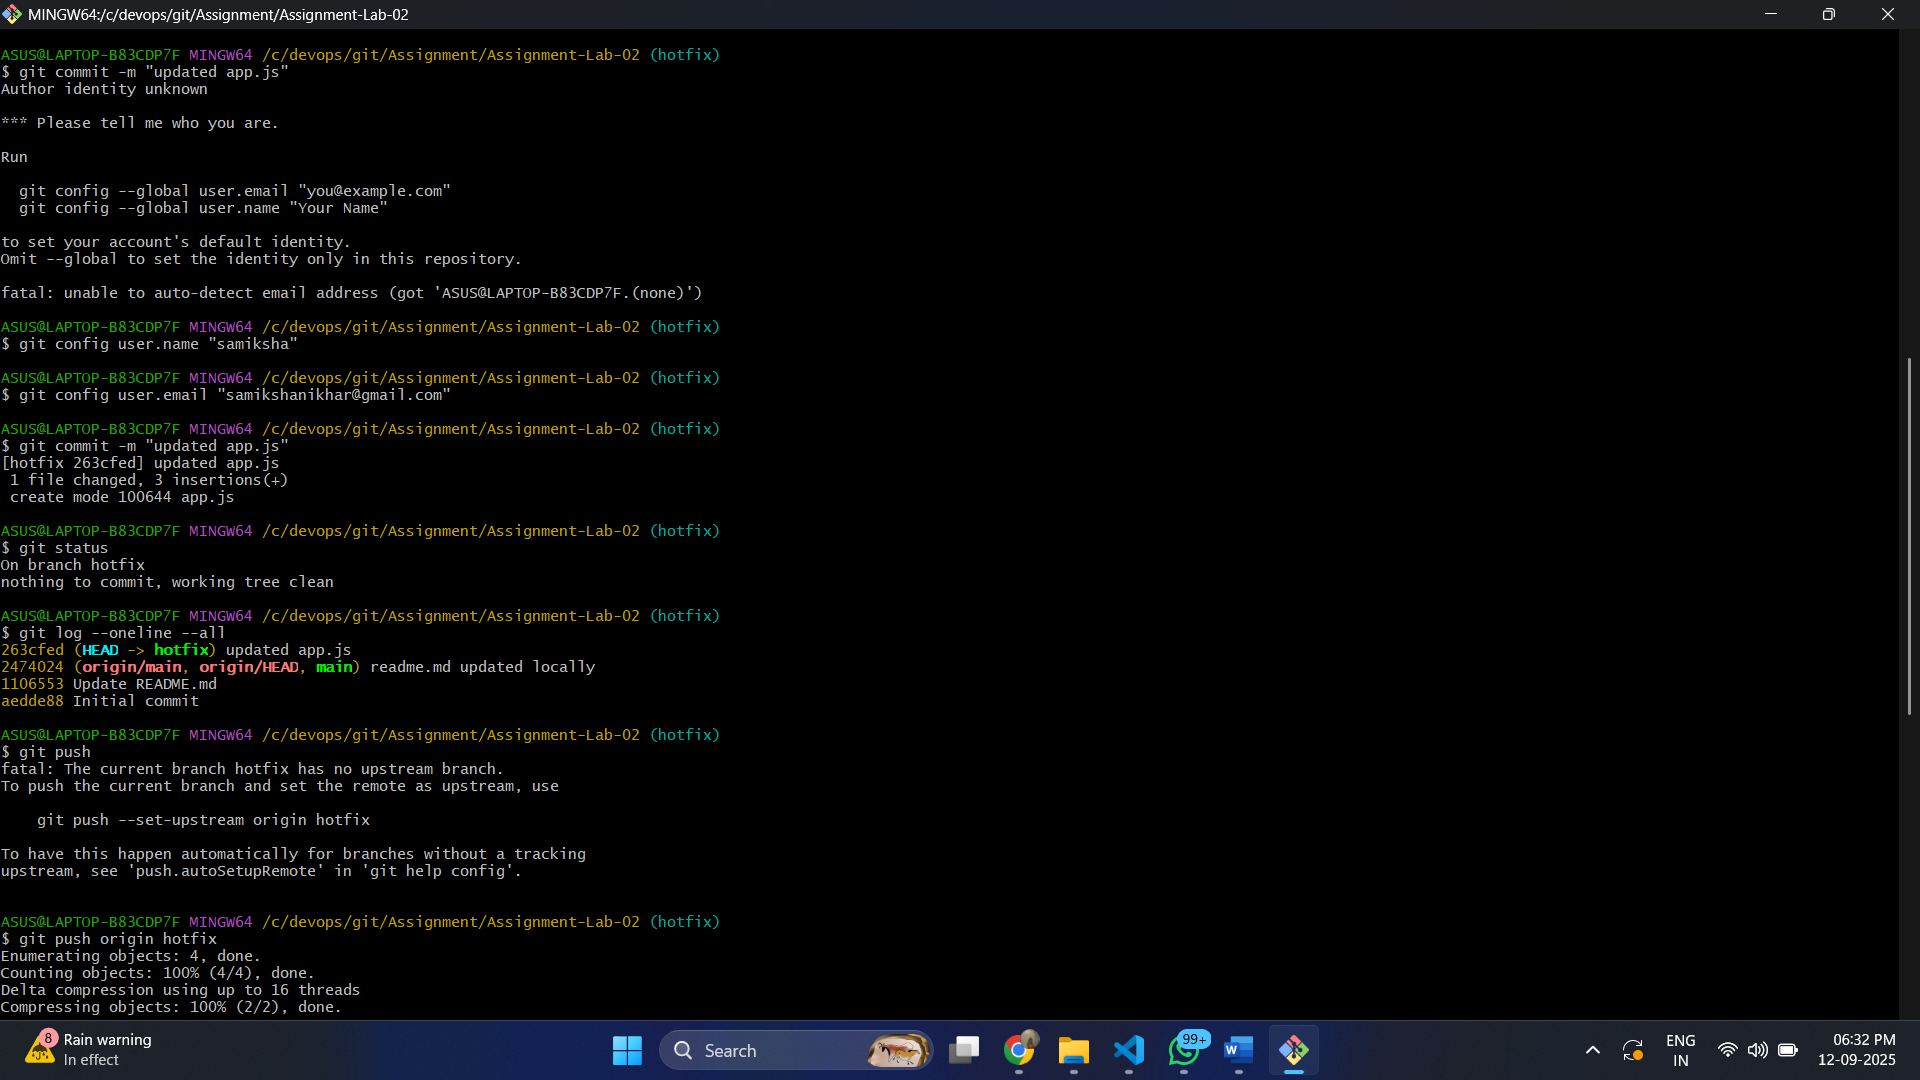 MINGW64:/c/devops/git/Assignment/Assignment-Lab-02
ASUS@LAPTOP-B83CDP7F MINGW64 /c/devops/git/Assignment/Assignment-Lab-02 (hotfix)
$ git commit -m "updated app.js"
Author identity unknown
*** Please tell me who you are.
Run
  git config --global user.email "you@example.com"
  git config --global user.name "Your Name"
to set your account's default identity.
Omit --global to set the identity only in this repository.
fatal: unable to auto-detect email address (got 'ASUS@LAPTOP-B83CDP7F.(none)')
ASUS@LAPTOP-B83CDP7F MINGW64 /c/devops/git/Assignment/Assignment-Lab-02 (hotfix)
$ git config user.name "samiksha"
ASUS@LAPTOP-B83CDP7F MINGW64 /c/devops/git/Assignment/Assignment-Lab-02 (hotfix)
$ git config user.email "samikshanikhar@gmail.com"
ASUS@LAPTOP-B83CDP7F MINGW64 /c/devops/git/Assignment/Assignment-Lab-02 (hotfix)
$ git commit -m "updated app.js"
[hotfix 263cfed] updated app.js
 1 file changed, 3 insertions(+)
 create mode 100644 app.js
ASUS@LAPTOP-B83CDP7F MINGW64 /c/devops/git/Assignment/Assignment-Lab-02 (hotfix)
$ git status
On branch hotfix
nothing to commit, working tree clean
ASUS@LAPTOP-B83CDP7F MINGW64 /c/devops/git/Assignment/Assignment-Lab-02 (hotfix)
$ git log --oneline --all
263cfed (HEAD -> hotfix) updated app.js
2474024 (origin/main, origin/HEAD, main) readme.md updated locally
1106553 Update README.md
aedde88 Initial commit
ASUS@LAPTOP-B83CDP7F MINGW64 /c/devops/git/Assignment/Assignment-Lab-02 (hotfix)
$ git push
fatal: The current branch hotfix has no upstream branch.
To push the current branch and set the remote as upstream, use
    git push --set-upstream origin hotfix
To have this happen automatically for branches without a tracking
upstream, see 'push.autoSetupRemote' in 'git help config'.
ASUS@LAPTOP-B83CDP7F MINGW64 /c/devops/git/Assignment/Assignment-Lab-02 (hotfix)
$ git push origin hotfix
Enumerating objects: 4, done.
Counting objects: 100% (4/4), done.
Delta compression using up to 16 threads
Compressing objects: 100% (2/2), done.
8
Rain warning
In effect
Search
99+
W
ENG
IN
06:32 PM
12-09-2025